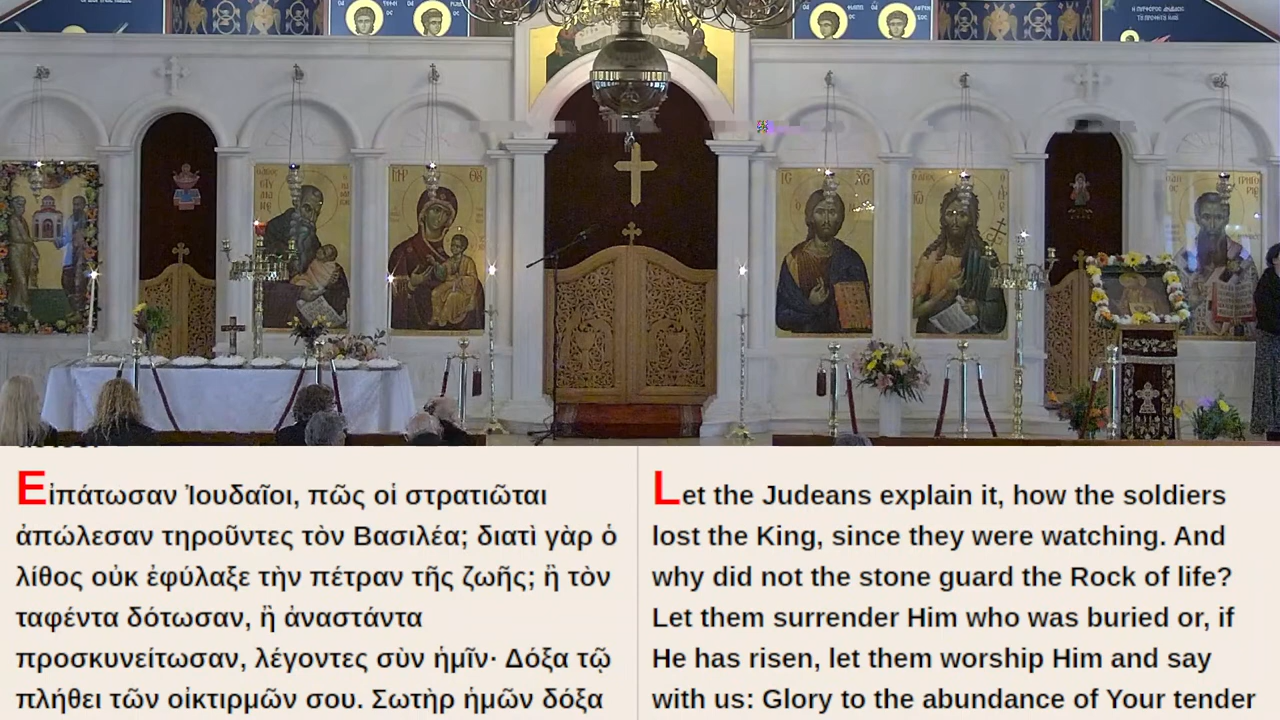 ΜΗΡ ΘΥ
ΙΣ ΧΣ
Εἰπάτωσαν Ἰουδαῖοι, πῶς οἱ στρατιῶται
ἀπώλεσαν τηροῦντες τὸν Βασιλέα; διατὶ γὰρ ὁ
λίθος οὐκ ἐφύλαξε τὴν πέτραν τῆς ζωῆς; ἢ τὸν
ταφέντα δότωσαν, ἢ ἀναστάντα
προσκυνείτωσαν, λέγοντες σὺν ἡμῖν· Δόξα τῷ
πλήθει τῶν οἰκτιρμῶν σου. Σωτὴρ ἡμῶν δόξα
Let the Judeans explain it, how the soldiers
lost the King, since they were watching. And
why did not the stone guard the Rock of life?
Let them surrender Him who was buried or, if
He has risen, let them worship Him and say
with us: Glory to the abundance of Your tender